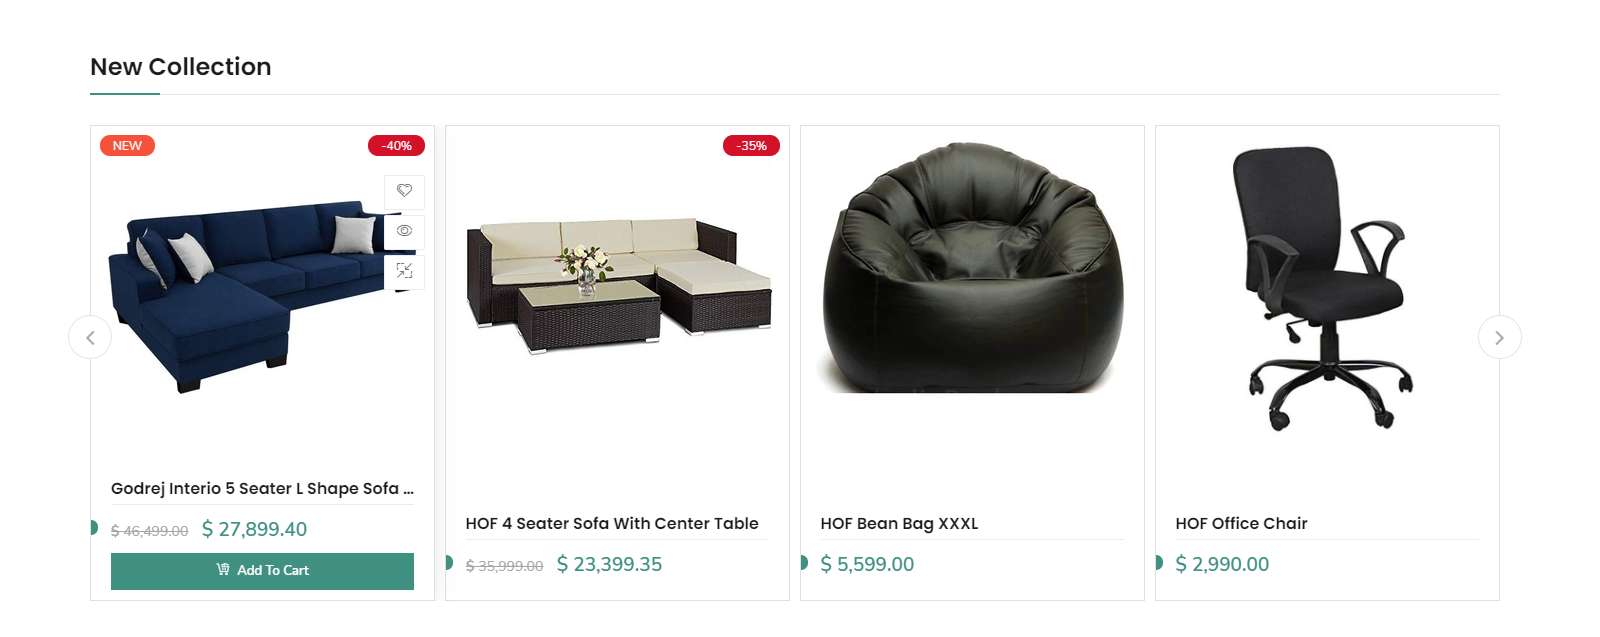 New Collection
NEW
-40%
Godrej Interio 5 Seater L Shape Sofa ...
$ 46,499.00 $ 27,899.40
Add To Cart
-35%
HOF 4 Seater Sofa With Center Table
$ 35,999.00 $ 23,399.35
HOF Bean Bag XXXL
$ 5,599.00
HOF Office Chair
$ 2,990.00